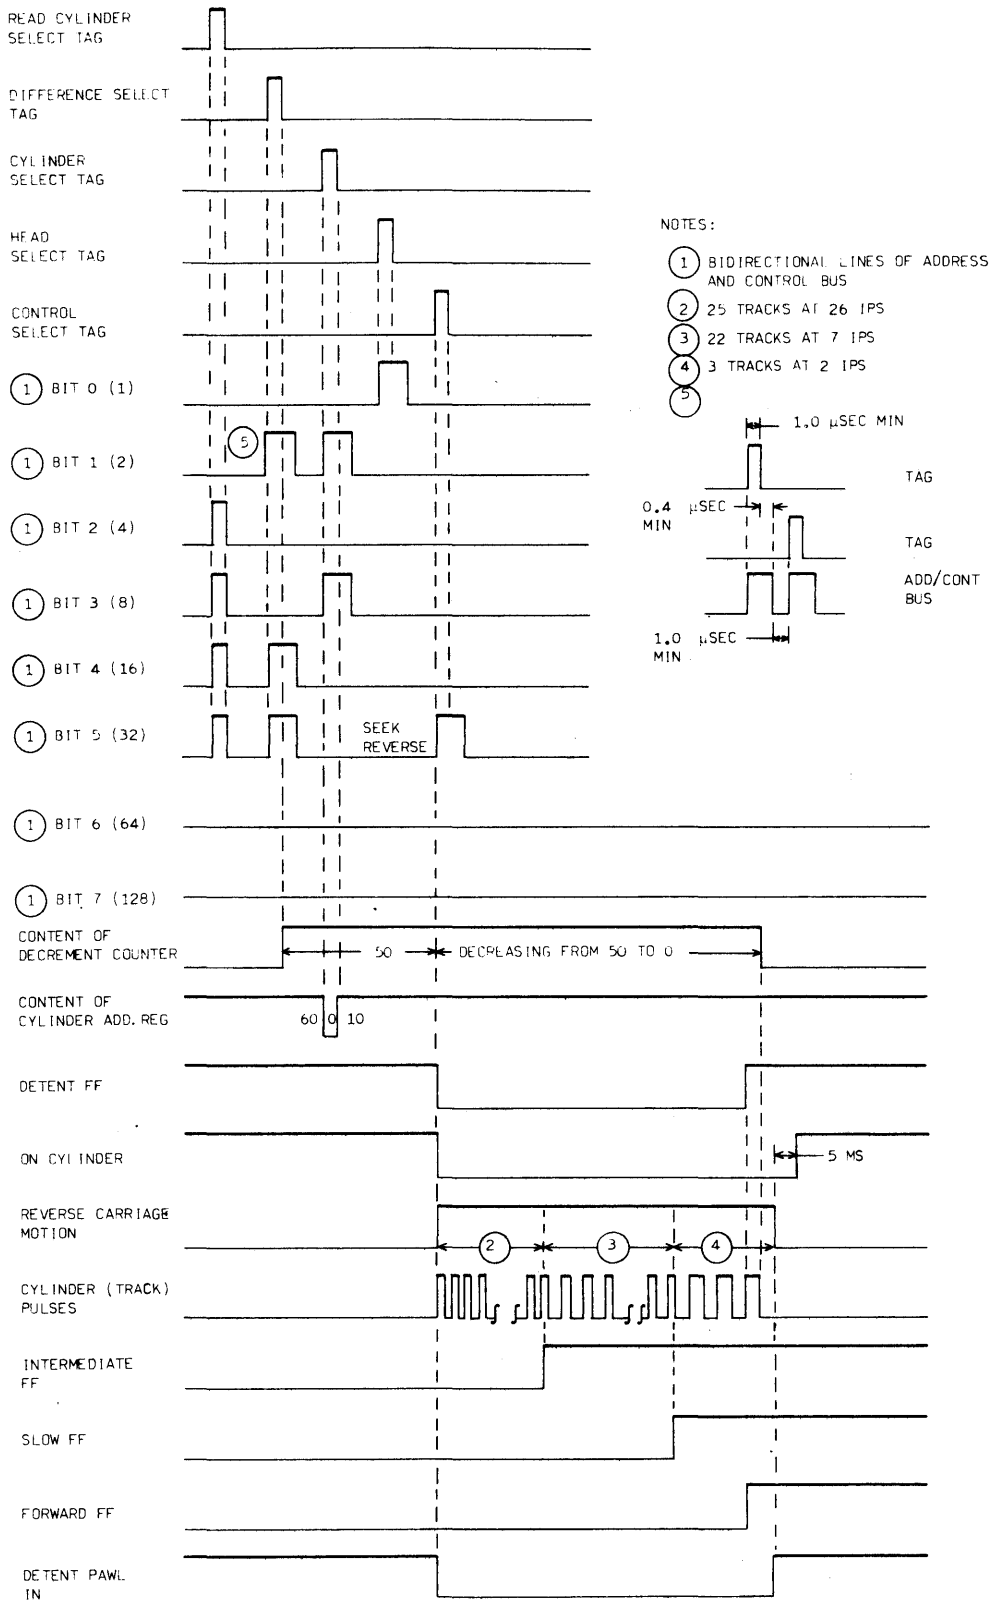 READ CYLINDER
SELECT TAG
DIFFERENCE SELECT
TAG
CYLINDER
SELECT TAG
HEAD
SELECT TAG
CONTROL
SELECT TAG
1 BIT 0 (1)
1 BIT 1 (2)
5
1 BIT 2 (4)
1 BIT 3 (8)
1 BIT 4 (16)
1 BIT 5 (32)
SEEK
REVERSE
1 BIT 6 (64)
1 BIT 7 (128)
NOTES:
1 BIDIRECTIONAL LINES OF ADDRESS
AND CONTROL BUS
2 25 TRACKS AT 26 IPS
3 22 TRACKS AT 7 IPS
4 3 TRACKS AT 2 IPS
5
1.0 µSEC MIN
TAG
0.4 µSEC
MIN
TAG
ADD/CONT
BUS
1.0 µSEC
MIN
CONTENT OF
DECREMENT COUNTER
50
DECREASING FROM 50 TO 0
CONTENT OF
CYLINDER ADD.REG
60 0 10
DETENT FF
ON CYLINDER
5 MS
REVERSE CARRIAGE
MOTION
2 3 4
CYLINDER (TRACK)
PULSES
INTERMEDIATE
FF
SLOW FF
FORWARD FF
DETENT PAWL
IN